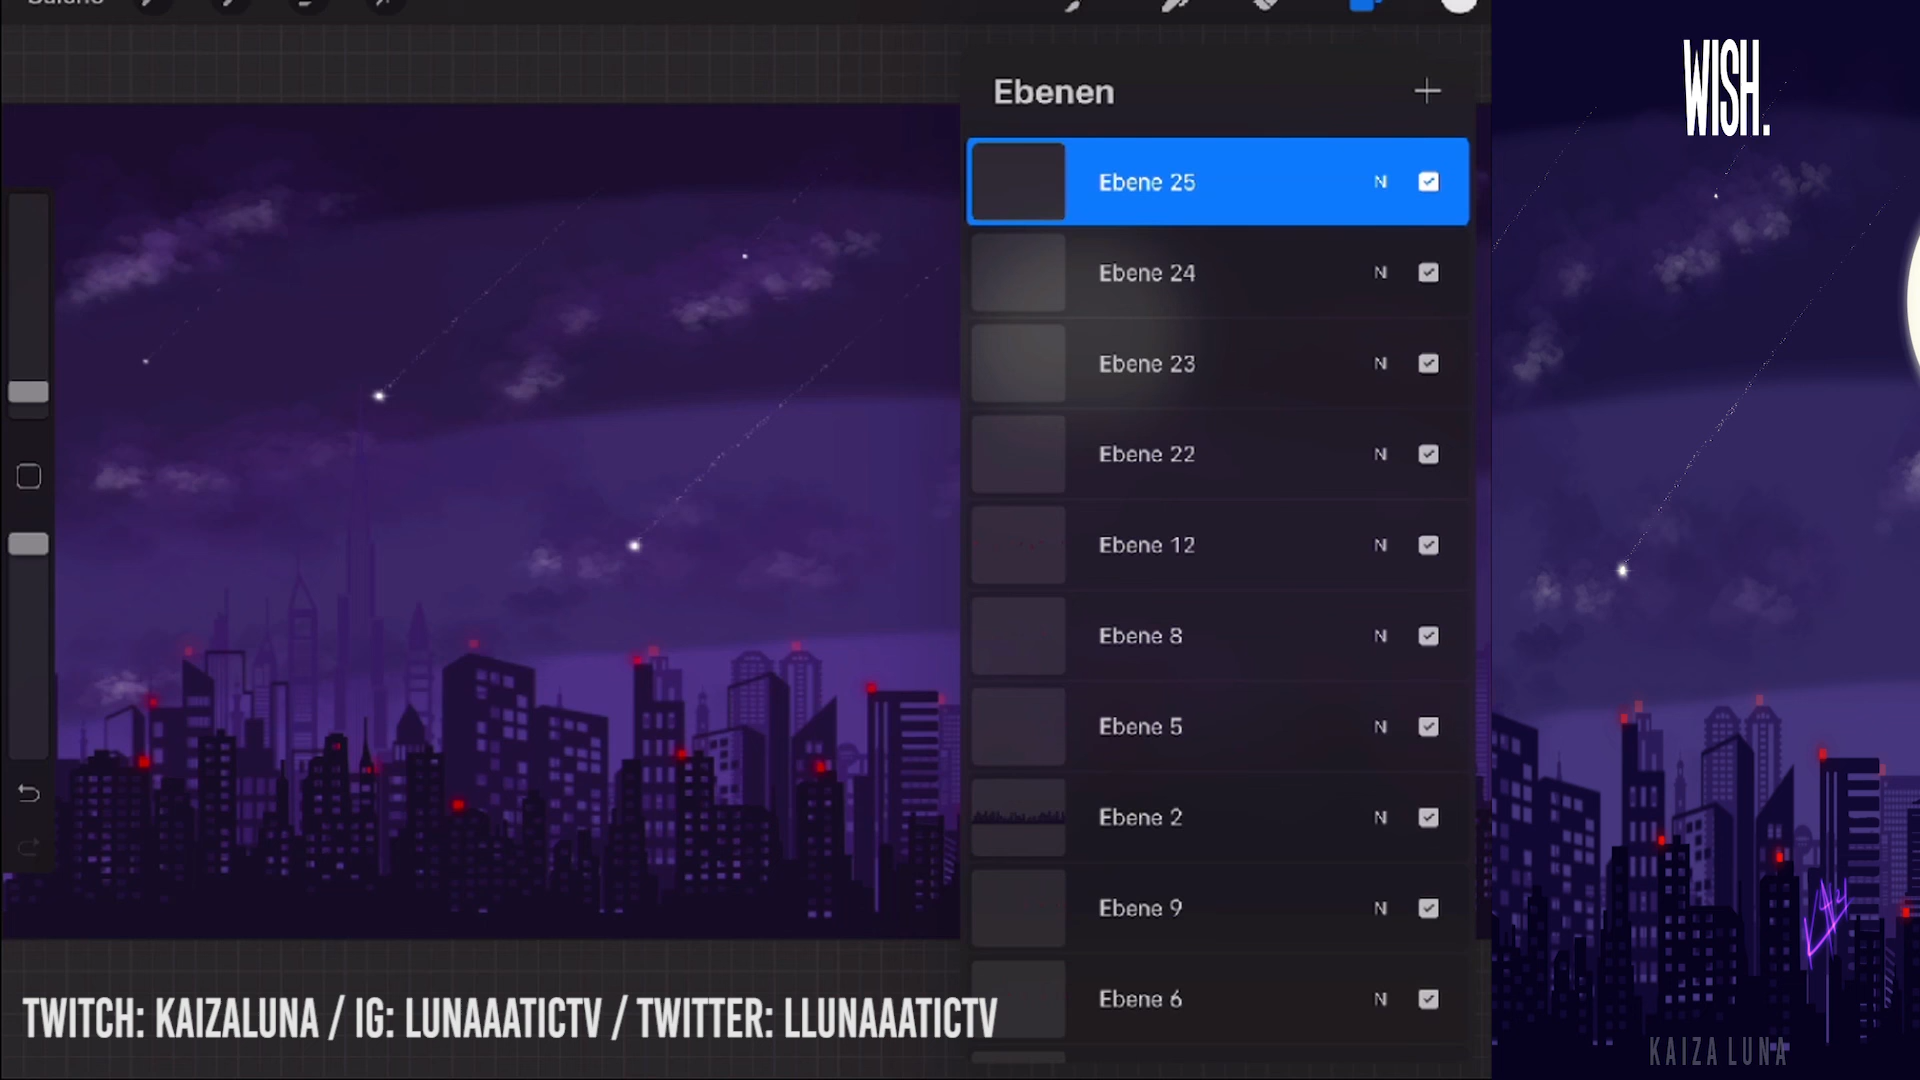 Ebenen
Ebene 25 N
Ebene 24 N
Ebene 23 N
Ebene 22 N
Ebene 12 N
Ebene 8 N
Ebene 5 N
Ebene 2 N
Ebene 9 N
Ebene 6 N
TWITCH: KAIZALUNA / IG: LUNAAATICTV / TWITTER: LLUNAAATICTV
WISH.
KAIZA LUNA